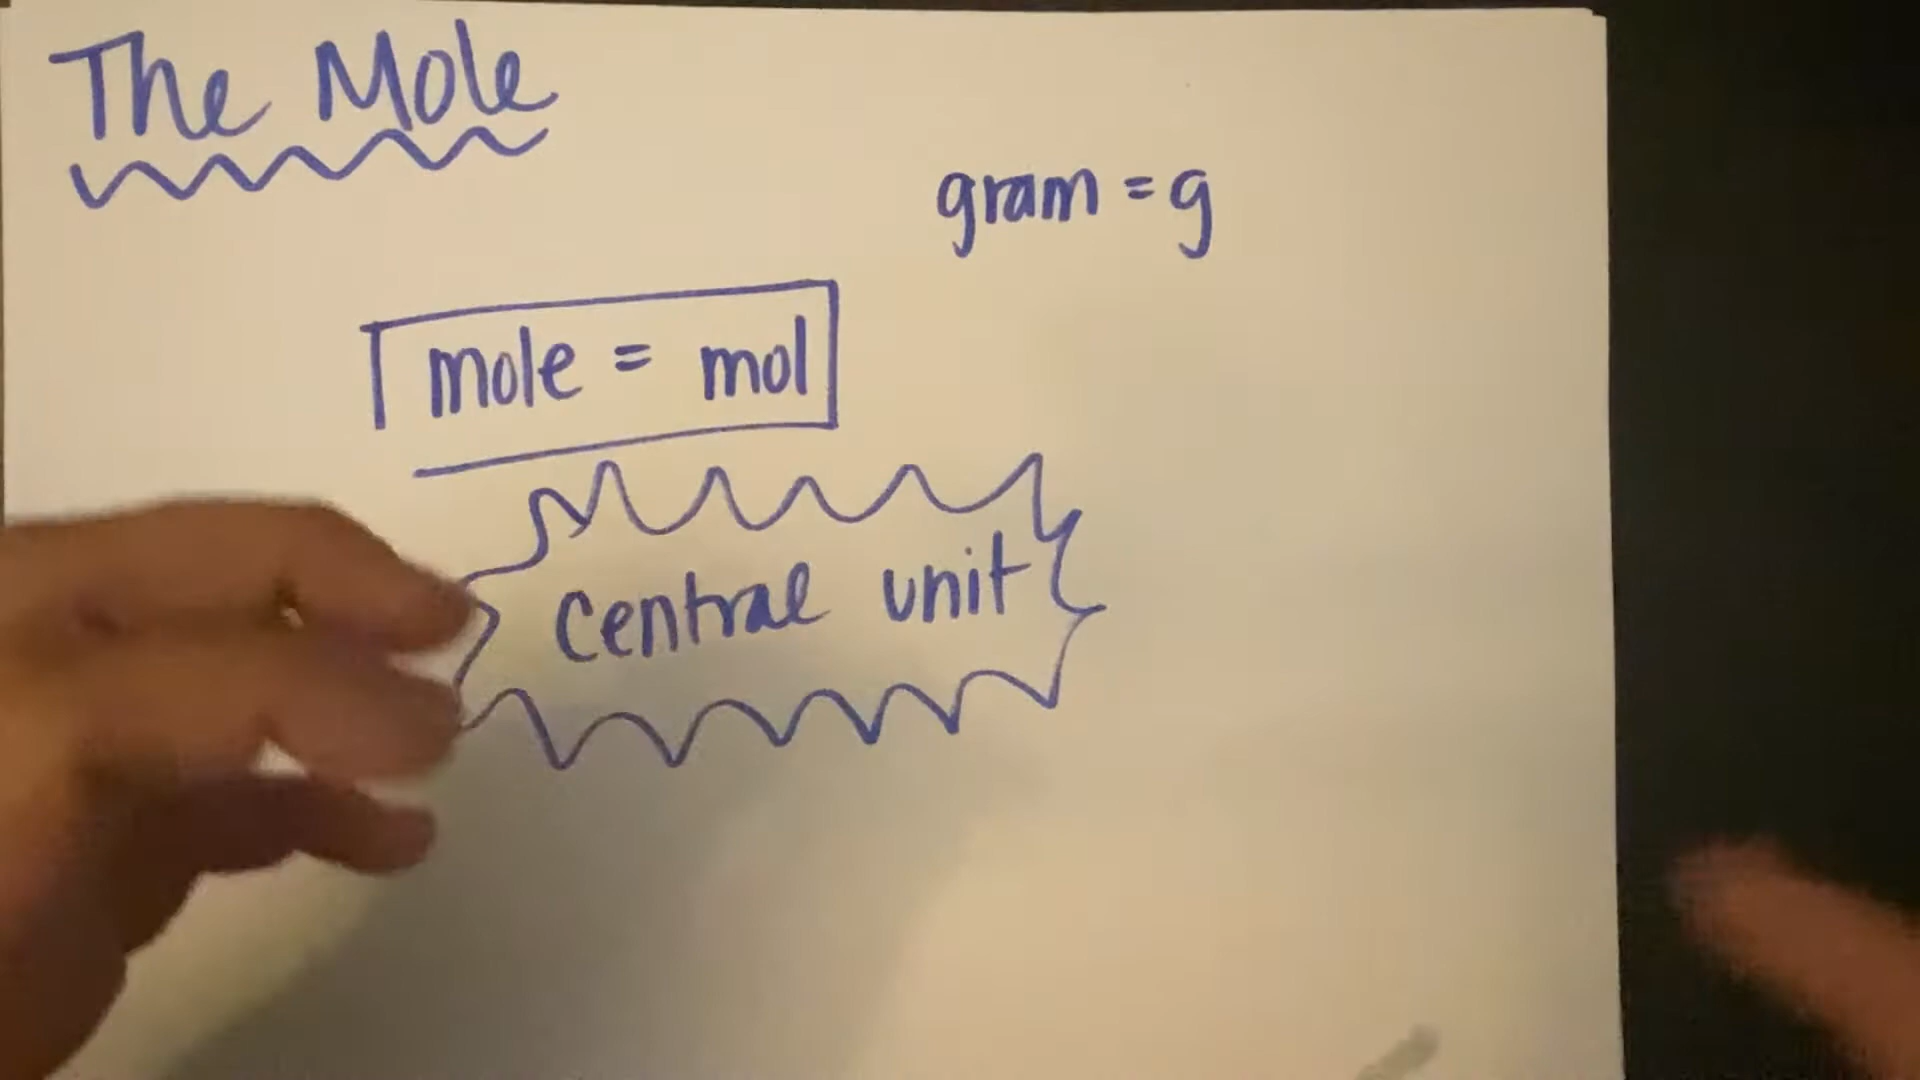 The Mole
gram = g
mole = mol
central unit